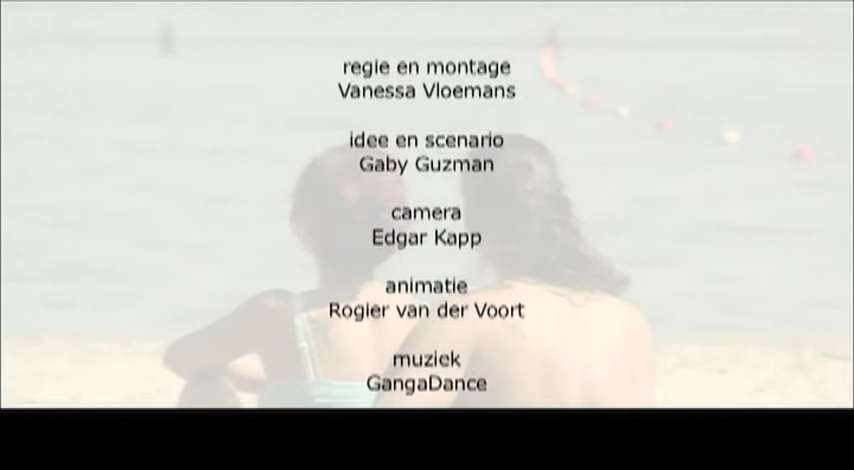 regie en montage
Vanessa Vloemans
idee en scenario
Gaby Guzman
camera
Edgar Kapp
animatie
Rogier van der Voort
muziek
GangaDance